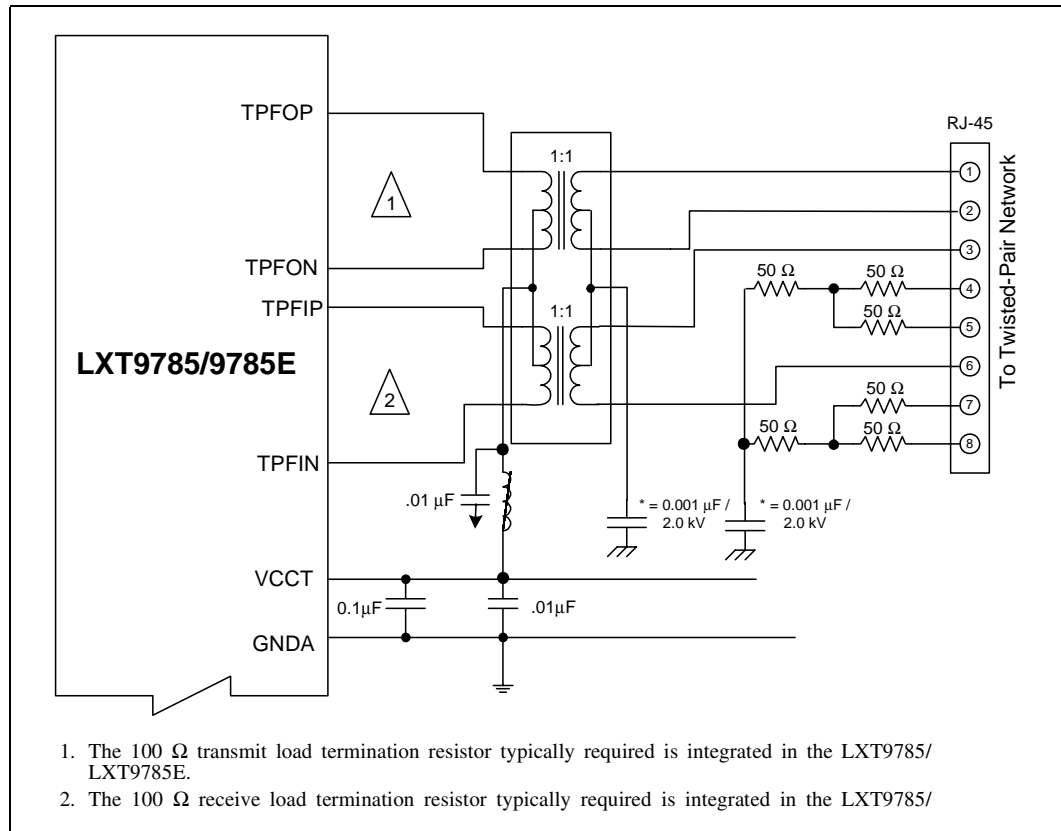 TPFOP
RJ-45
1:1
1
1
2
To Twisted-Pair Network
TPFON
3
50 Ω
50 Ω
4
TPFIP
1:1
50 Ω
5
LXT9785/9785E
6
2
50 Ω
7
50 Ω
50 Ω
8
TPFIN
.01 μF
* = 0.001 μF /
2.0 kV
* = 0.001 μF /
2.0 kV
VCCT
0.1μF
.01μF
GNDA
1. The 100 Ω transmit load termination resistor typically required is integrated in the LXT9785/
LXT9785E.
2. The 100 Ω receive load termination resistor typically required is integrated in the LXT9785/